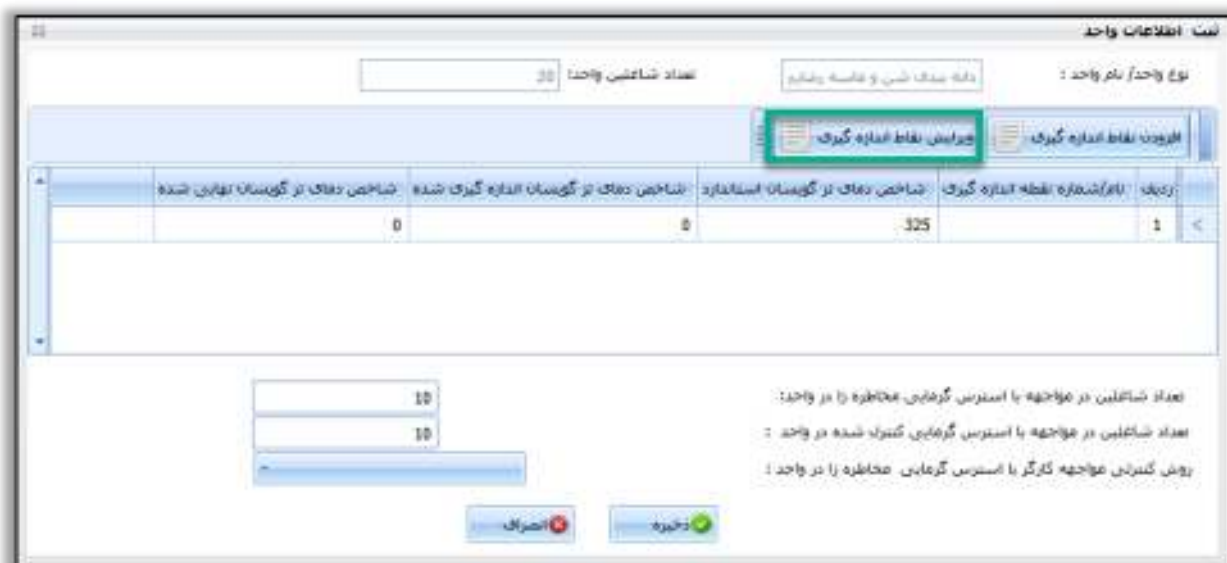 ثبت اطلاعات واحد
نوع واحد/ نام واحد :
دانه بندی شن و ماسه
تعداد شاغلین واحد:
افزودن نقاط اندازه گیری
ویرایش نقاط اندازه گیری
ردیف نام/شماره نقطه اندازه گیری شاخص دمای تر گویسان استاندارد شاخص دمای تر گویسان اندازه گیری شده شاخص دمای تر گویسان نهایی شده
1 325 0 0
تعداد شاغلین در مواجهه با استرس گرمایی مخاطره زا در واحد: 10
تعداد شاغلین در مواجهه با استرس گرمایی کنترل شده در واحد : 10
روش کنترلی مواجهه کارگر با استرس گرمایی مخاطره زا در واحد :
ذخیره
انصراف